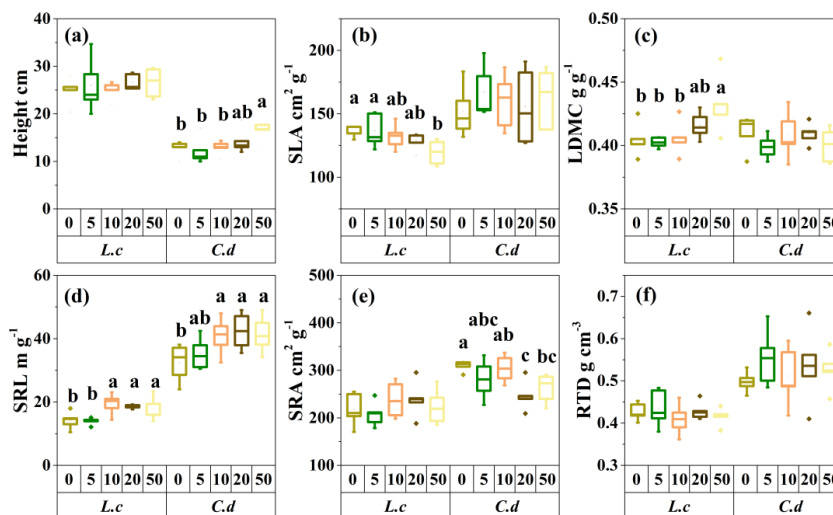 (a)
Height cm
40
30
20
10
0
b b b b a
0 5 10 20 50 0 5 10 20 50
L.c C.d
(b)
SLA cm² g⁻¹
200
150
100
a a ab ab b
0 5 10 20 50 0 5 10 20 50
L.c C.d
(c)
LDMC g g⁻¹
0.50
0.45
0.40
0.35
b b b ab a
0 5 10 20 50 0 5 10 20 50
L.c C.d
(d)
SRL m g⁻¹
60
40
20
0
b b a a a b ab a a a
0 5 10 20 50 0 5 10 20 50
L.c C.d
(e)
SRA cm² g⁻¹
500
400
300
200
100
a abc ab c bc
0 5 10 20 50 0 5 10 20 50
L.c C.d
(f)
RTD g cm⁻³
0.7
0.6
0.5
0.4
0.3
0 5 10 20 50 0 5 10 20 50
L.c C.d